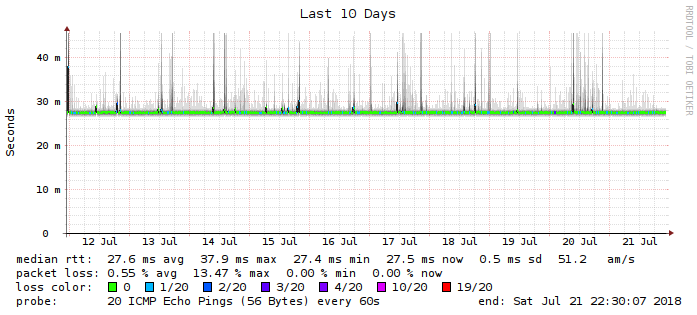 Last 10 Days
RRDTOOL / TOBI OETIKER
Seconds
40 m
30 m
20 m
10 m
0
12 Jul 13 Jul 14 Jul 15 Jul 16 Jul 17 Jul 18 Jul 19 Jul 20 Jul 21 Jul
median rtt: 27.6 ms avg 37.9 ms max 27.4 ms min 27.5 ms now 0.5 ms sd 51.2 am/s
packet loss: 0.55 % avg 13.47 % max 0.00 % min 0.00 % now
loss color: 0 1/20 2/20 3/20 4/20 10/20 19/20
probe: 20 ICMP Echo Pings (56 Bytes) every 60s end: Sat Jul 21 22:30:07 2018